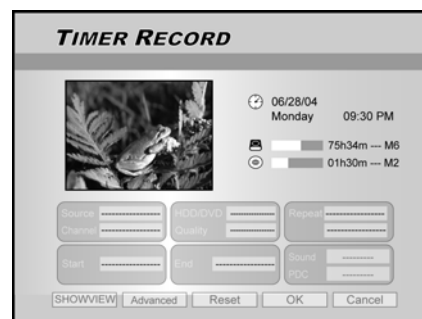 TIMER RECORD
06/28/04
Monday 09:30 PM
75h34m --- M6
01h30m --- M2
Source ----------------
HDD/DVD ------------
Repeat ----------------
Channel ----------------
Quality ------------
----------------
Start ----------------
End ----------------
Sound ---------
PDC ---------
SHOWVIEW Advanced Reset OK Cancel